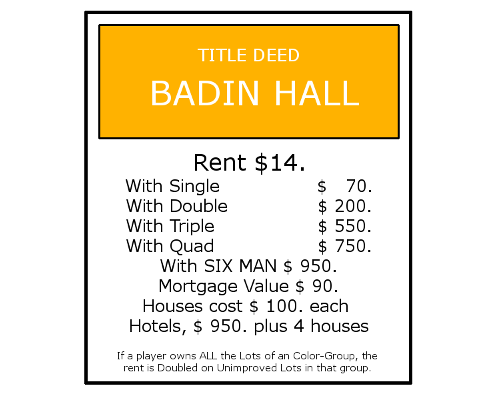 TITLE DEED
BADIN HALL
Rent $14.
With Single $ 70.
With Double $ 200.
With Triple $ 550.
With Quad $ 750.
With SIX MAN $ 950.
Mortgage Value $ 90.
Houses cost $ 100. each
Hotels, $ 950. plus 4 houses
If a player owns ALL the Lots of an Color-Group, the
rent is Doubled on Unimproved Lots in that group.